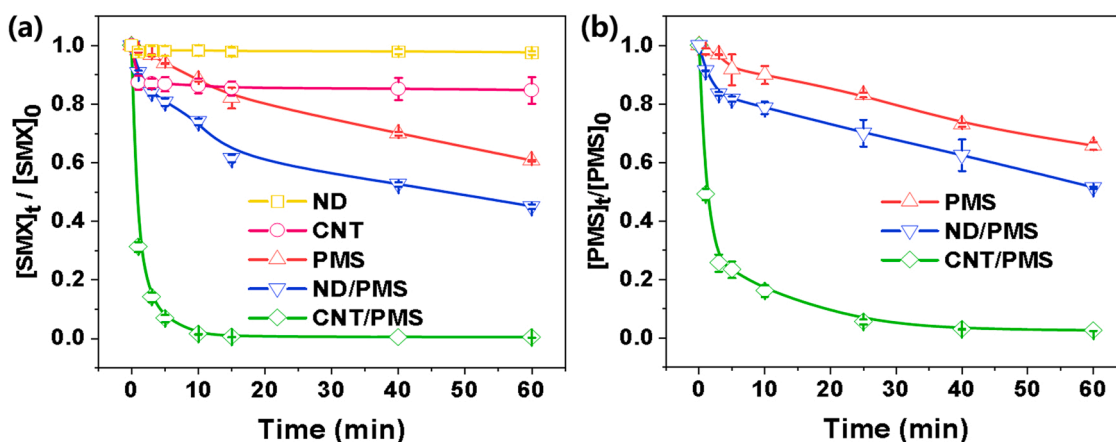 (a)
[SMX]t / [SMX]0
1.0
0.8
0.6
0.4
0.2
0.0
ND
CNT
PMS
ND/PMS
CNT/PMS
0 10 20 30 40 50 60
Time (min)
(b)
[PMS]t/[PMS]0
1.0
0.8
0.6
0.4
0.2
0.0
PMS
ND/PMS
CNT/PMS
0 10 20 30 40 50 60
Time (min)